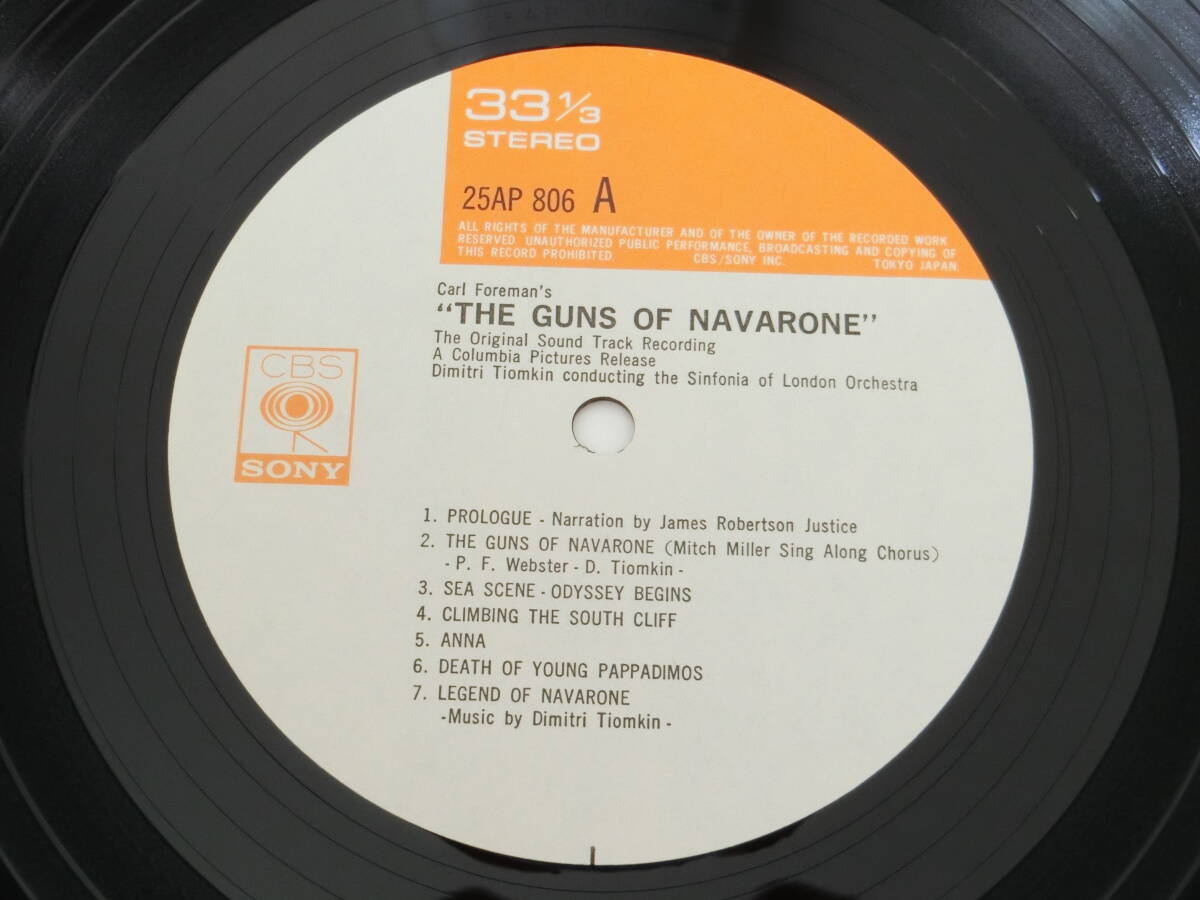 33 1/3
STEREO
25AP 806 A
ALL RIGHTS OF THE MANUFACTURER AND OF THE OWNER OF THE RECORDED WORK
RESERVED. UNAUTHORIZED PUBLIC PERFORMANCE, BROADCASTING AND COPYING OF
THIS RECORD PROHIBITED CBS/SONY INC. TOKYO JAPAN.
Carl Foreman's
"THE GUNS OF NAVARONE"
The Original Sound Track Recording
A Columbia Pictures Release
Dimitri Tiomkin conducting the Sinfonia of London Orchestra
CBS
SONY
1. PROLOGUE - Narration by James Robertson Justice
2. THE GUNS OF NAVARONE (Mitch Miller Sing Along Chorus)
- P. F. Webster - D. Tiomkin -
3. SEA SCENE - ODYSSEY BEGINS
4. CLIMBING THE SOUTH CLIFF
5. ANNA
6. DEATH OF YOUNG PAPPADIMOS
7. LEGEND OF NAVARONE
-Music by Dimitri Tiomkin -